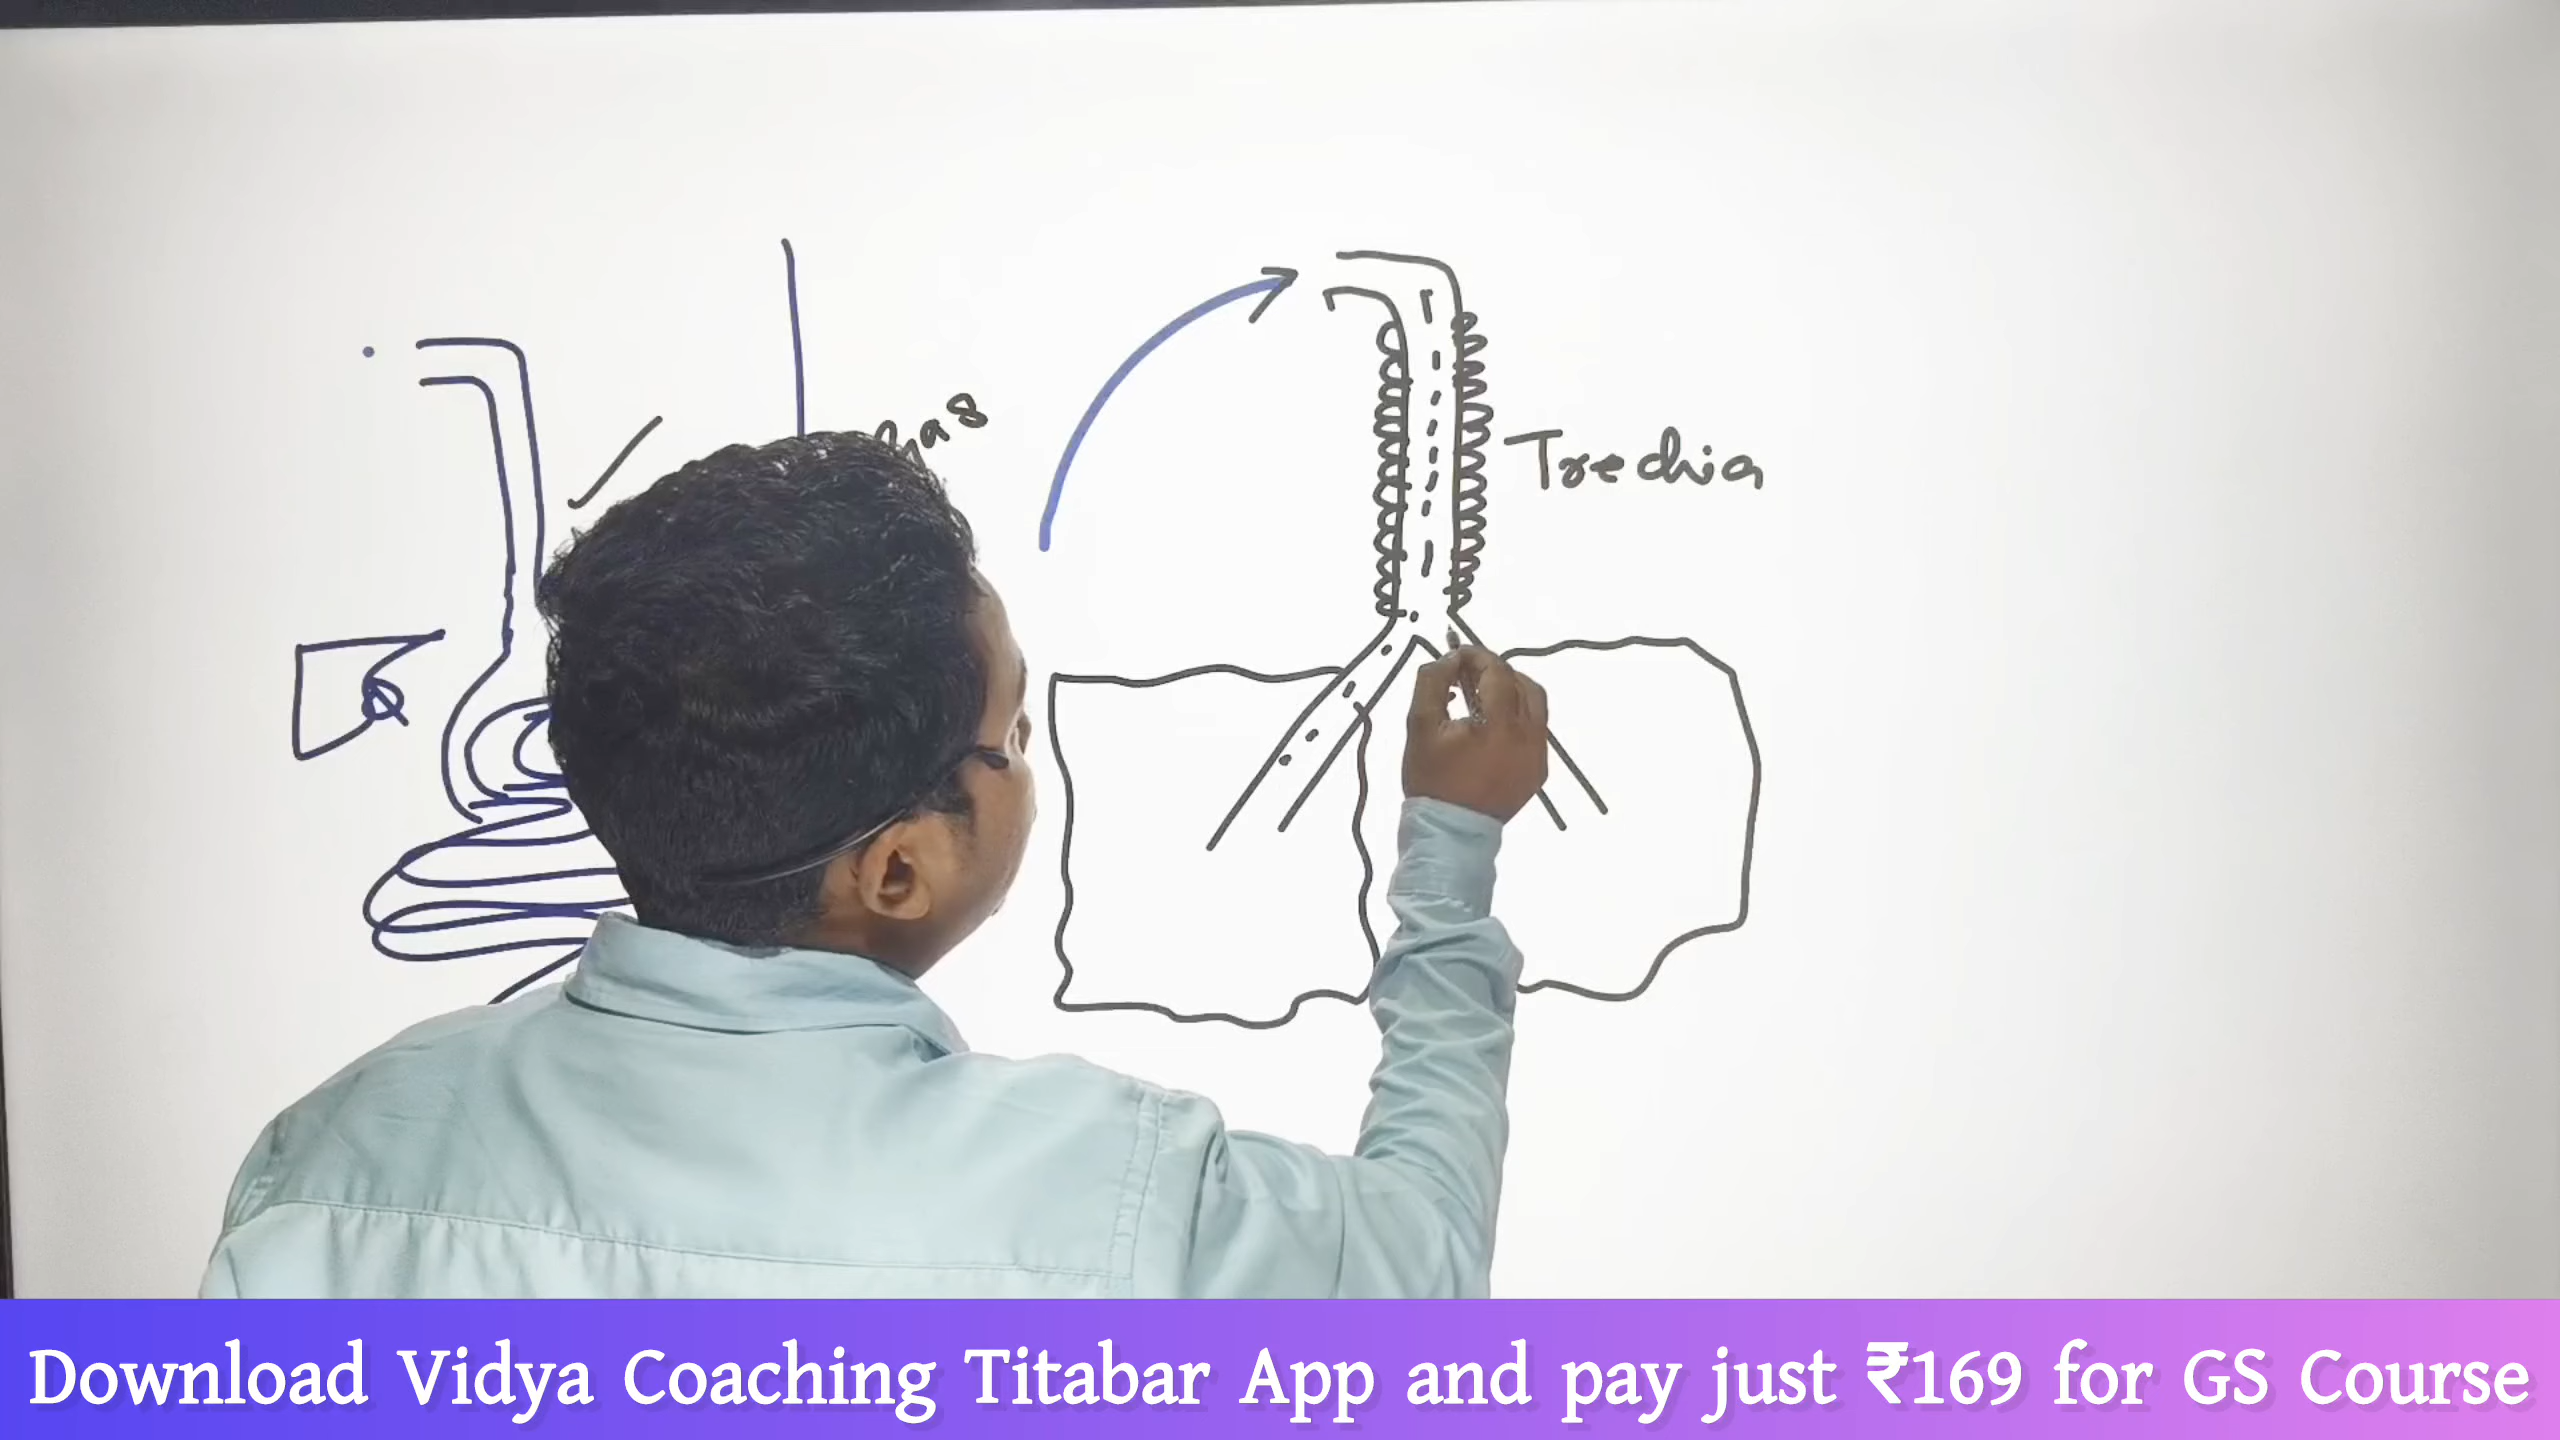 Trechia
Download Vidya Coaching Titabar App and pay just ₹169 for GS Course